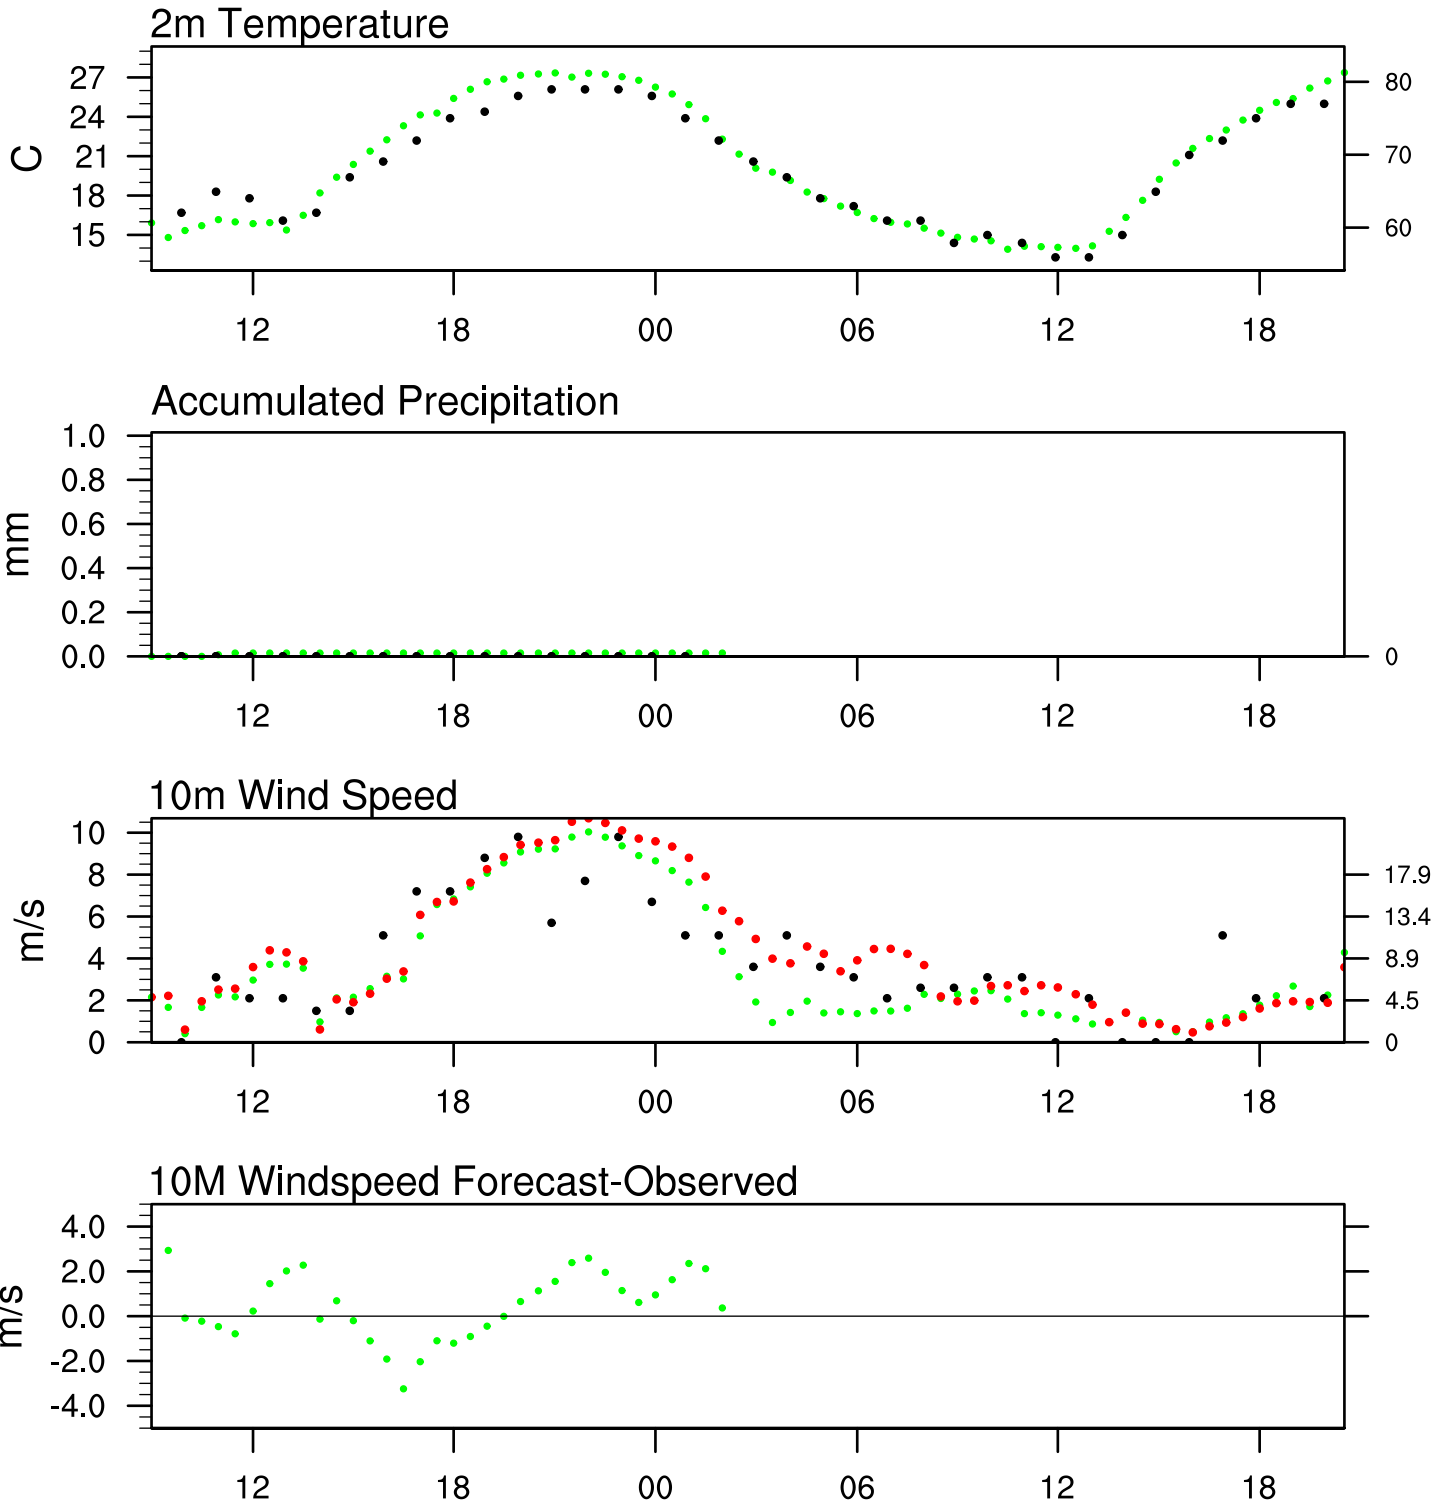 2m Temperature
27
24
21
18
15
C
80
70
60
12 18 00 06 12 18
Accumulated Precipitation
1.0
0.8
0.6
0.4
0.2
0.0
mm
0
12 18 00 06 12 18
10m Wind Speed
10
8
6
4
2
0
m/s
17.9
13.4
8.9
4.5
0
12 18 00 06 12 18
10M Windspeed Forecast-Observed
4.0
2.0
0.0
-2.0
-4.0
m/s
12 18 00 06 12 18